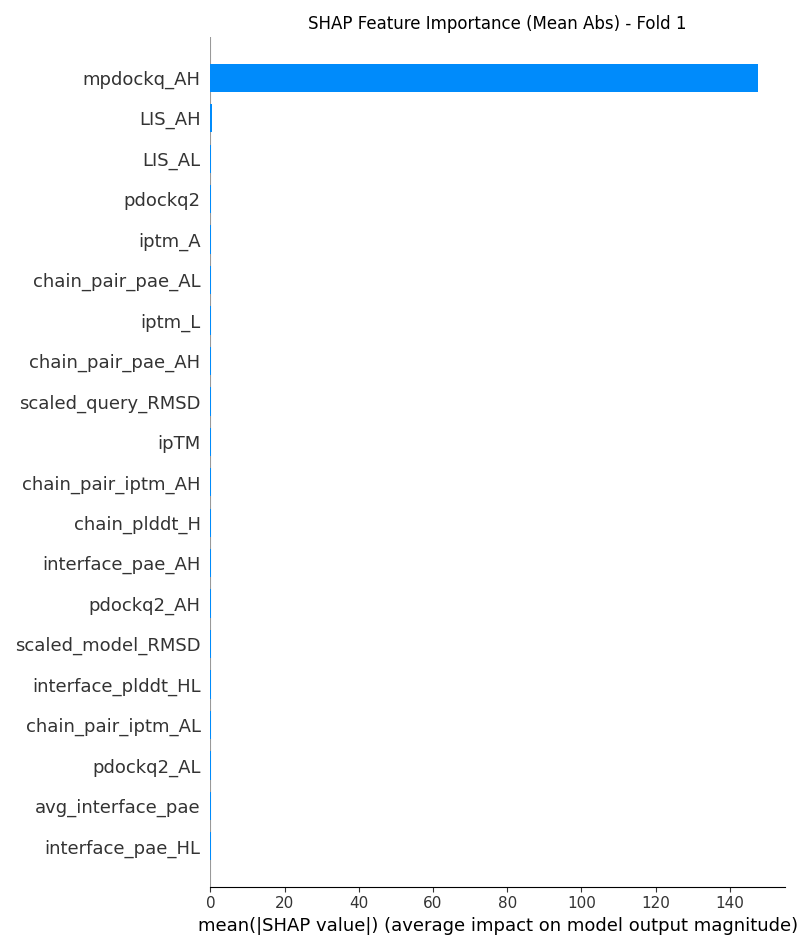 SHAP Feature Importance (Mean Abs) - Fold 1
mpdockq_AH
LIS_AH
LIS_AL
pdockq2
iptm_A
chain_pair_pae_AL
iptm_L
chain_pair_pae_AH
scaled_query_RMSD
ipTM
chain_pair_iptm_AH
chain_plddt_H
interface_pae_AH
pdockq2_AH
scaled_model_RMSD
interface_plddt_HL
chain_pair_iptm_AL
pdockq2_AL
avg_interface_pae
interface_pae_HL
0 20 40 60 80 100 120 140
mean(|SHAP value|) (average impact on model output magnitude)